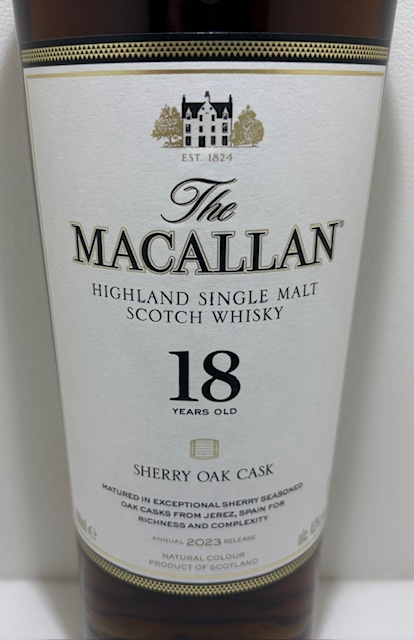 EST. 1824
The
MACALLAN
HIGHLAND SINGLE MALT
SCOTCH WHISKY
18
YEARS OLD
SHERRY OAK CASK
MATURED IN EXCEPTIONAL SHERRY SEASONED
OAK CASKS FROM JEREZ, SPAIN FOR
RICHNESS AND COMPLEXITY
ANNUAL 2023 RELEASE
NATURAL COLOUR
PRODUCT OF SCOTLAND